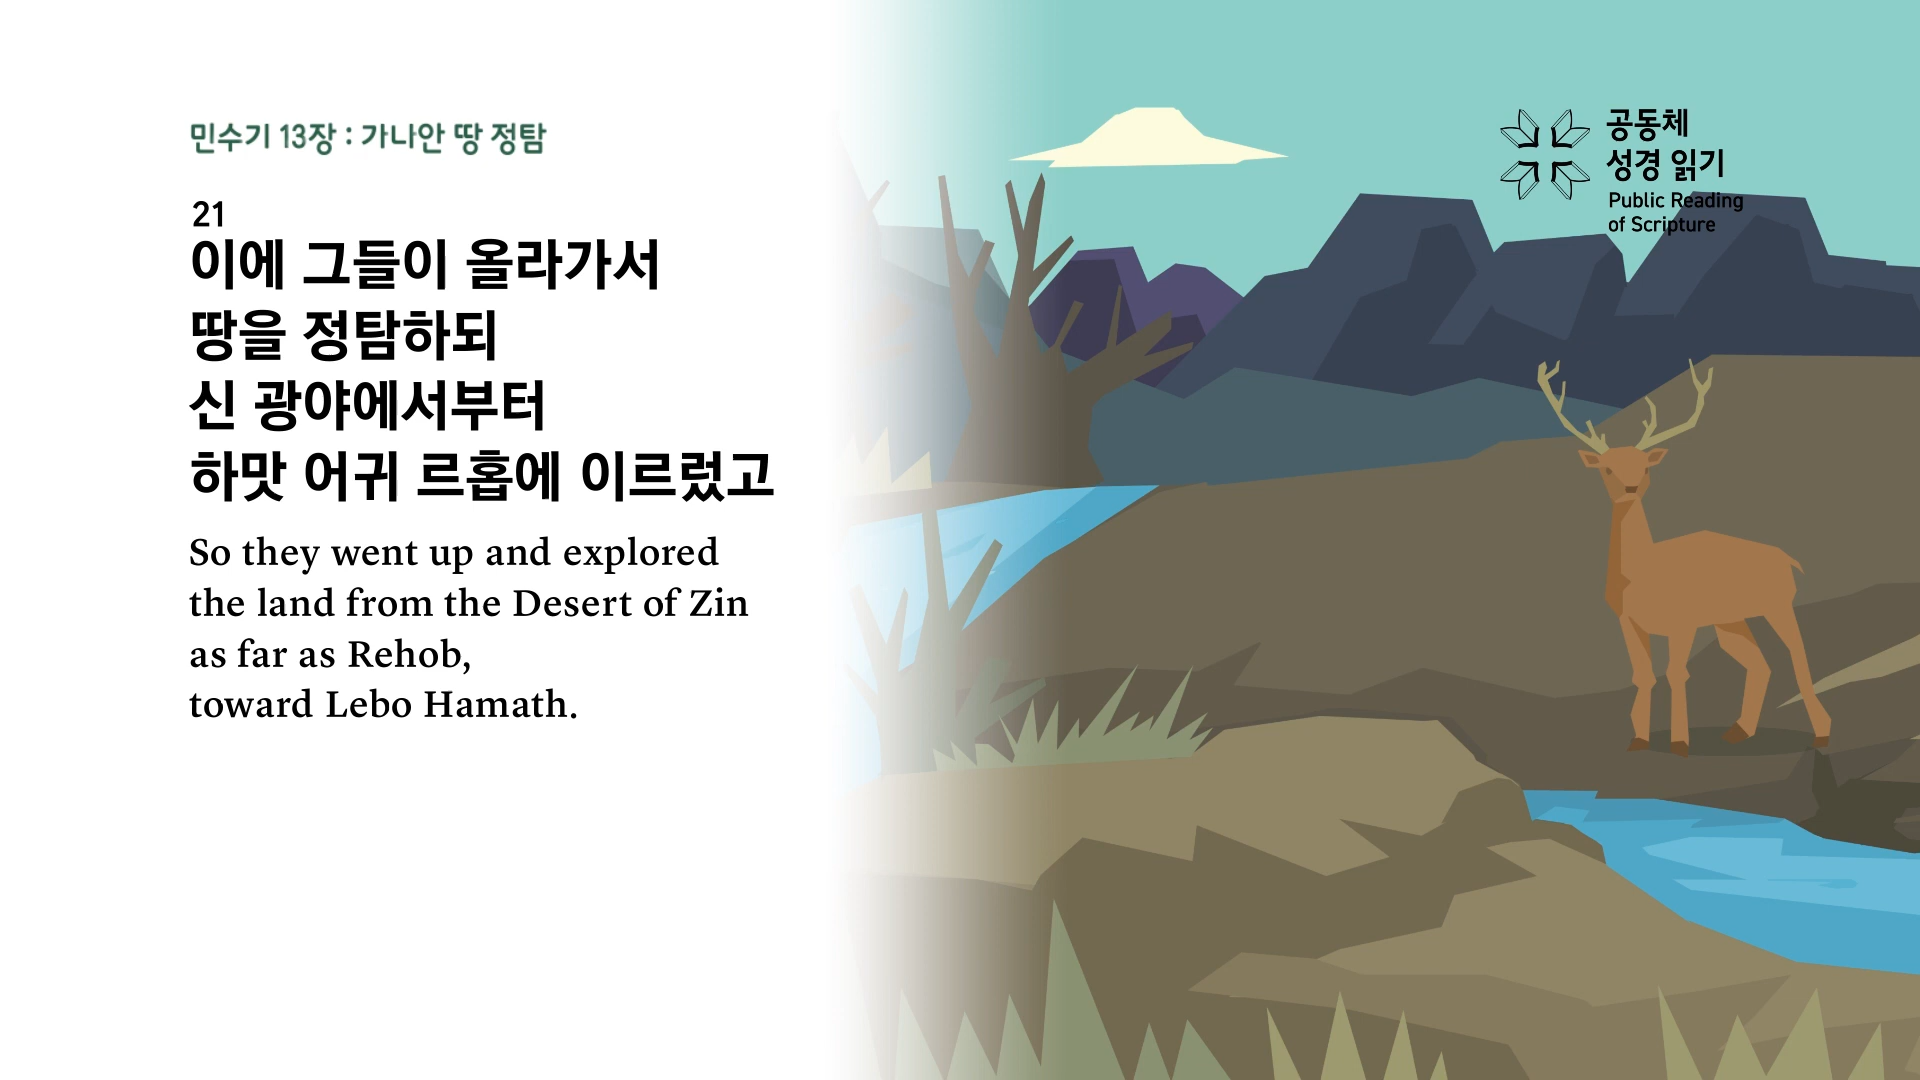 민수기 13장 : 가나안 땅 정탐
21
이에 그들이 올라가서
땅을 정탐하되
신 광야에서부터
하맛 어귀 르홉에 이르렀고
So they went up and explored
the land from the Desert of Zin
as far as Rehob,
toward Lebo Hamath.
공동체
성경 읽기
Public Reading
of Scripture